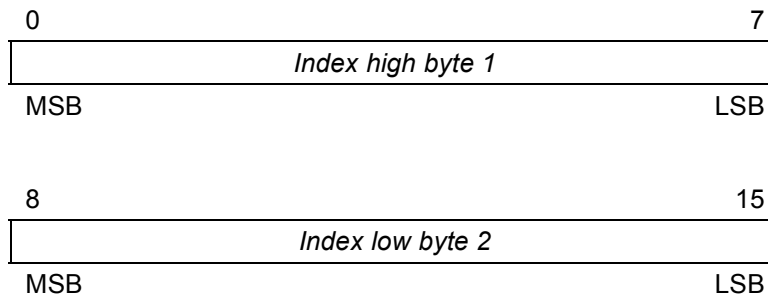 0 7
Index high byte 1
MSB LSB
8 15
Index low byte 2
MSB LSB